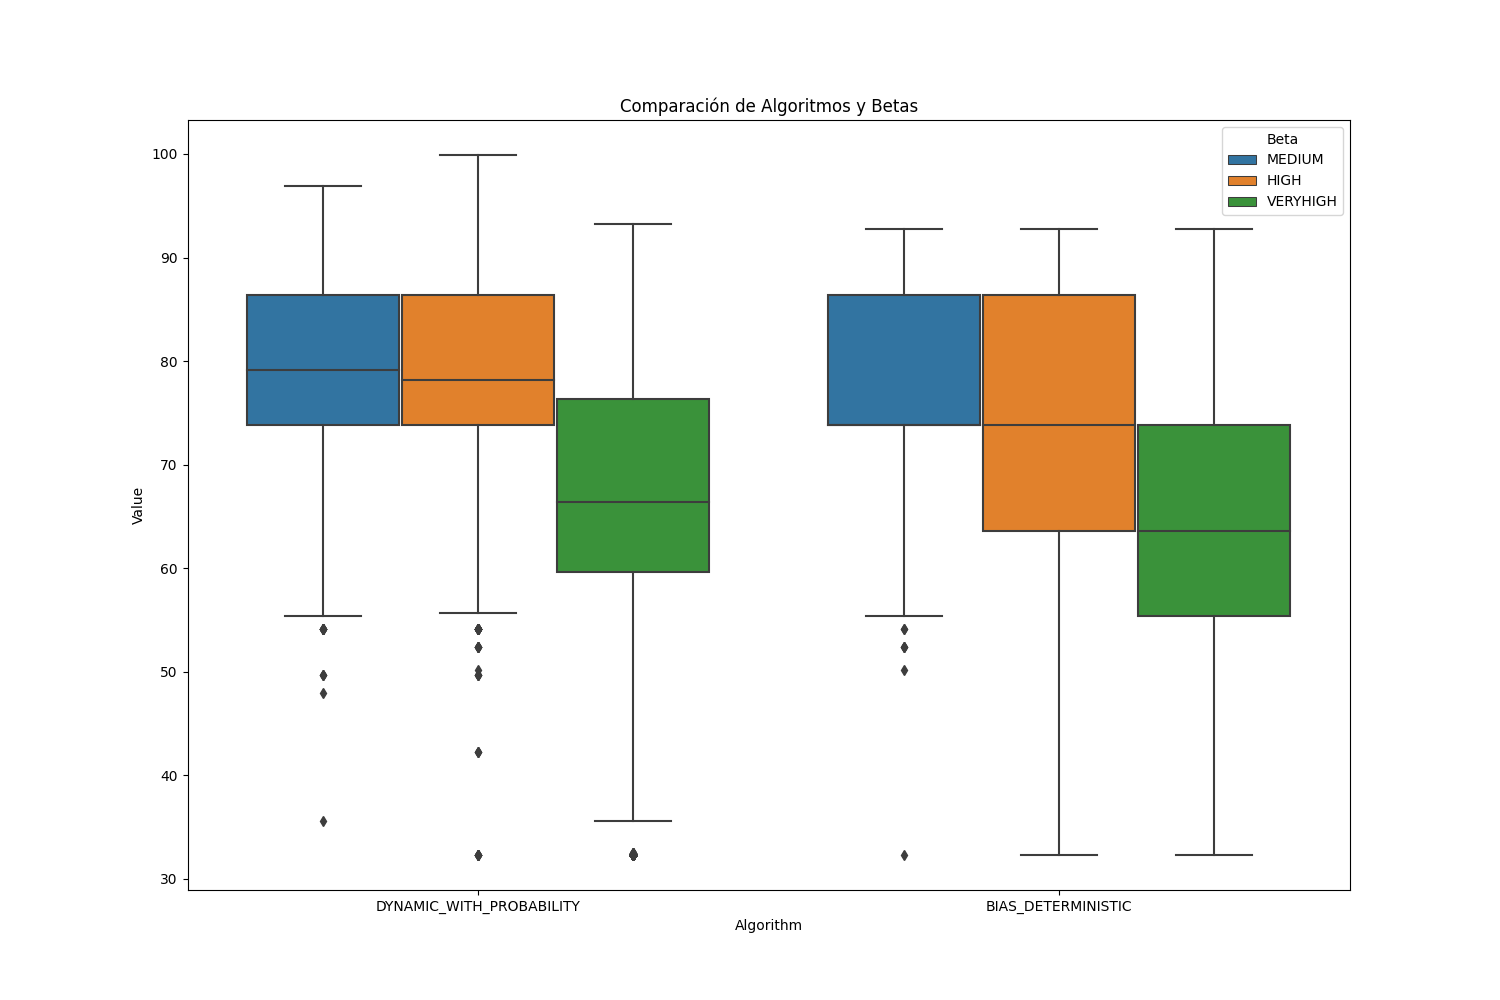 Comparación de Algoritmos y Betas
Beta
MEDIUM
HIGH
VERYHIGH
100
90
80
70
60
50
40
30
Value
DYNAMIC_WITH_PROBABILITY
BIAS_DETERMINISTIC
Algorithm